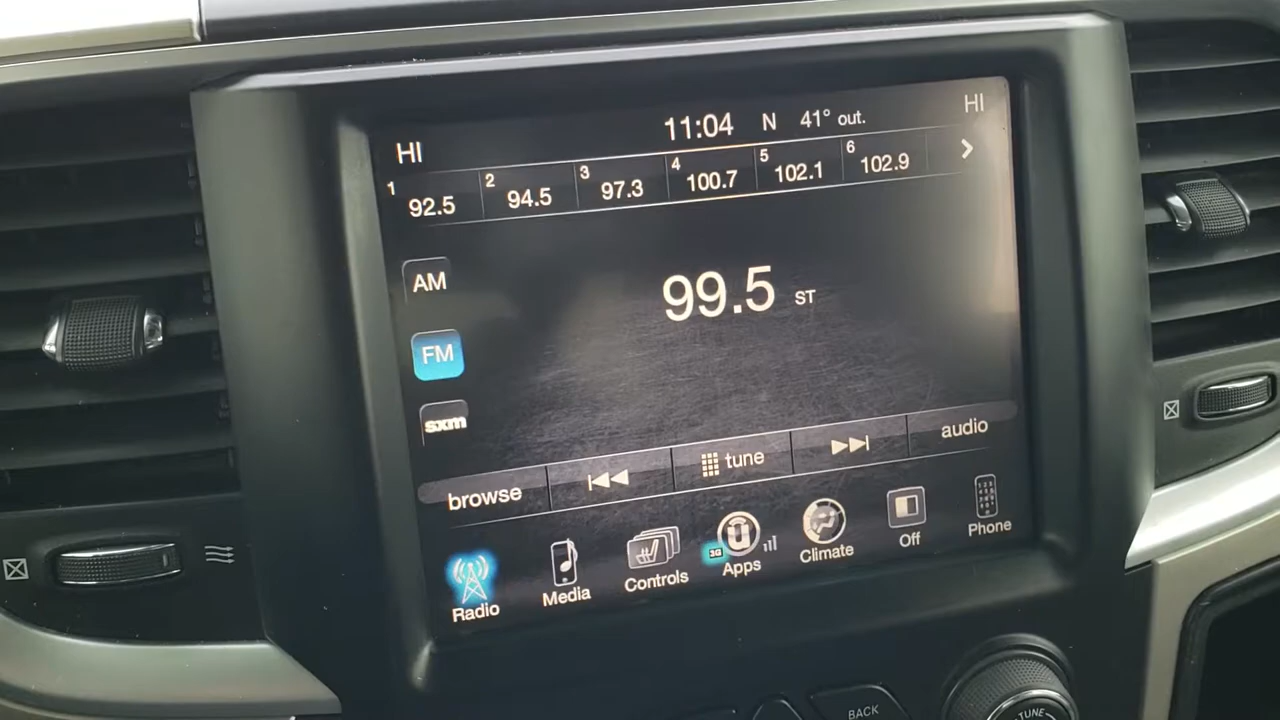 11:04 N 41° out. HI
HI
1 92.5 2 94.5 3 97.3 4 100.7 5 102.1 6 102.9
AM
99.5 ST
FM
sxm
browse tune audio
3G
Radio Media Controls Apps Climate Off Phone
BACK
TUNE